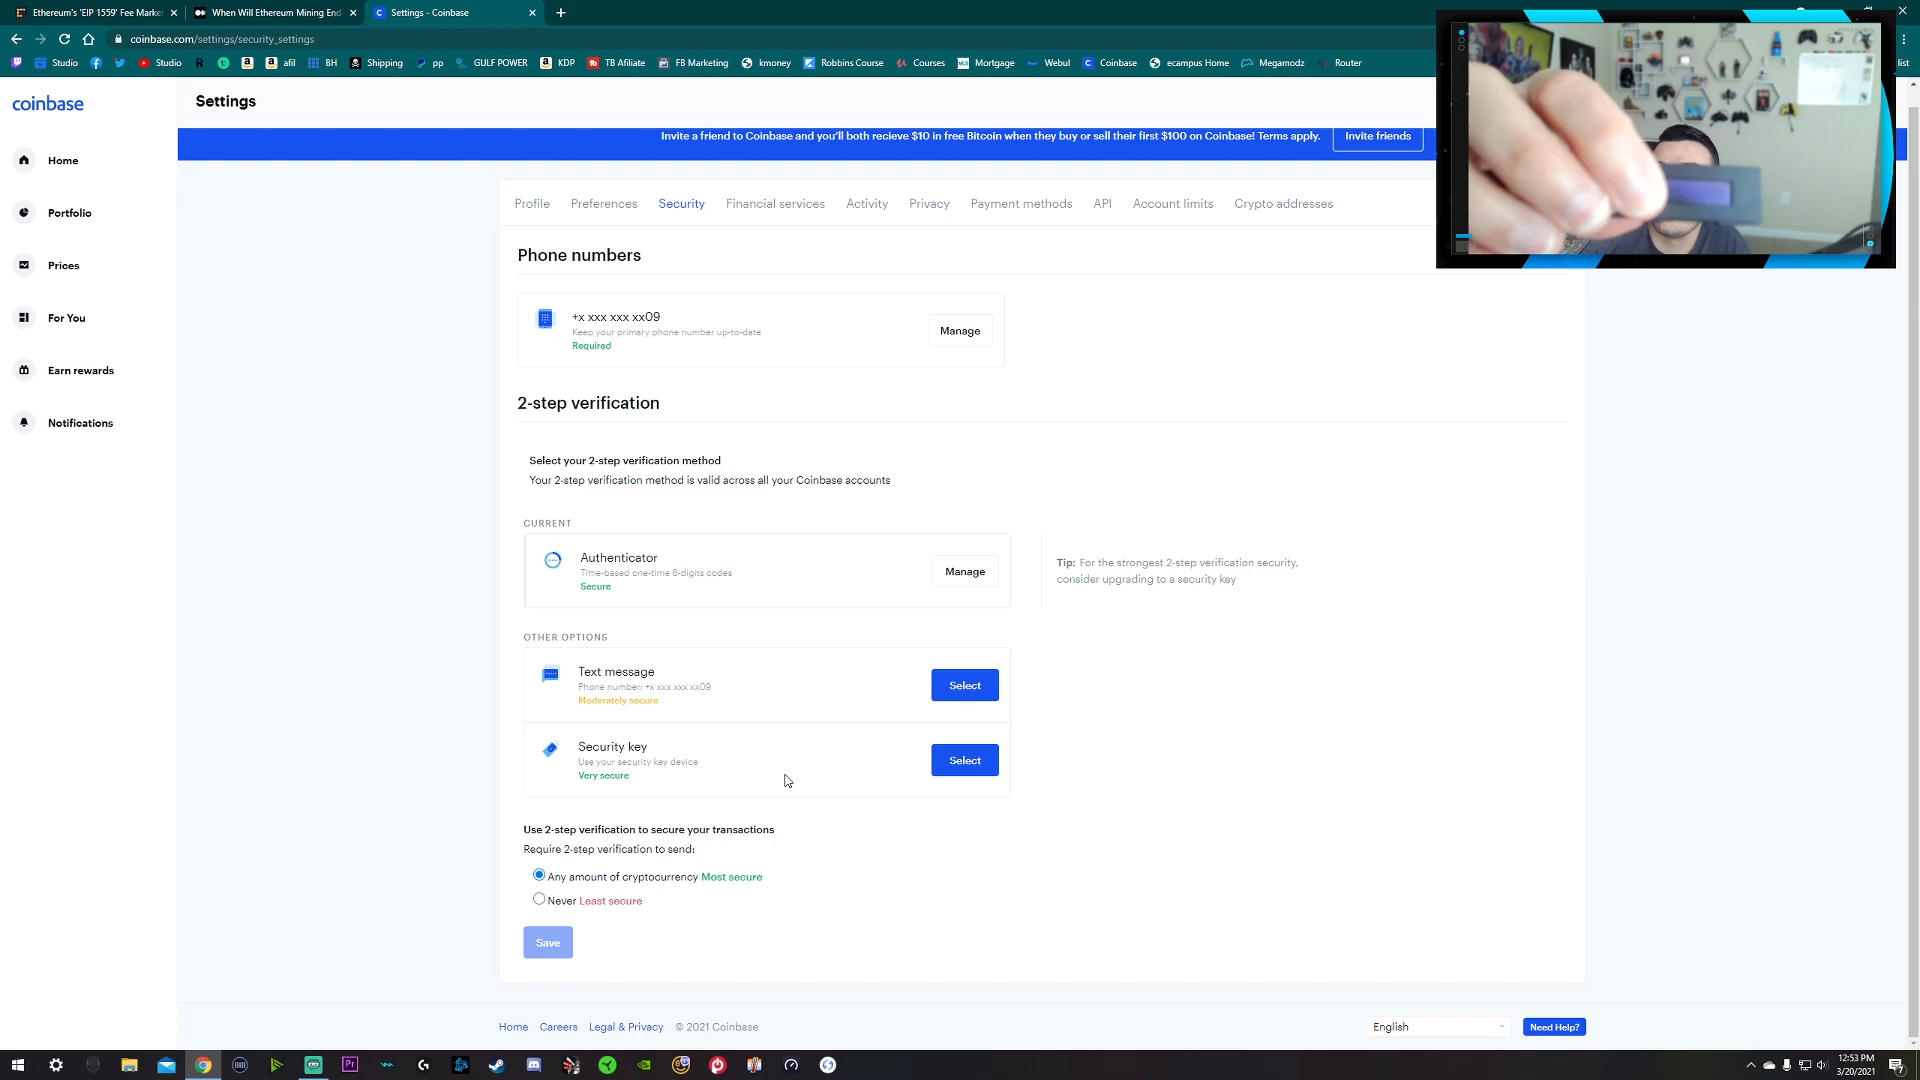 Ethereum's 'EIP 1559' Fee Market
When Will Ethereum Mining End
Settings - Coinbase
coinbase.com/settings/security_settings
Studio
Studio
R
afil
BH
Shipping
pp
GULF POWER
KDP
TB Afiliate
FB Marketing
kmoney
Robbins Course
Courses
Mortgage
Webul
Coinbase
ecampus Home
Megamodz
Router
list
coinbase
Settings
Invite a friend to Coinbase and you'll both recieve $10 in free Bitcoin when they buy or sell their first $100 on Coinbase! Terms apply.
Invite friends
Home
Portfolio
Prices
For You
Earn rewards
Notifications
Profile
Preferences
Security
Financial services
Activity
Privacy
Payment methods
API
Account limits
Crypto addresses
Phone numbers
+x xxx xxx xx09
Keep your primary phone number up-to-date
Required
Manage
2-step verification
Select your 2-step verification method
Your 2-step verification method is valid across all your Coinbase accounts
CURRENT
Authenticator
Time-based one-time 6-digits codes
Secure
Manage
Tip: For the strongest 2-step verification security,
consider upgrading to a security key
OTHER OPTIONS
Text message
Phone number: +x xxx xxx xx09
Moderately secure
Select
Security key
Use your security key device
Very secure
Select
Use 2-step verification to secure your transactions
Require 2-step verification to send:
Any amount of cryptocurrency Most secure
Never Least secure
Save
Home
Careers
Legal & Privacy
© 2021 Coinbase
English
Need Help?
Pr
12:53 PM
3/20/2021